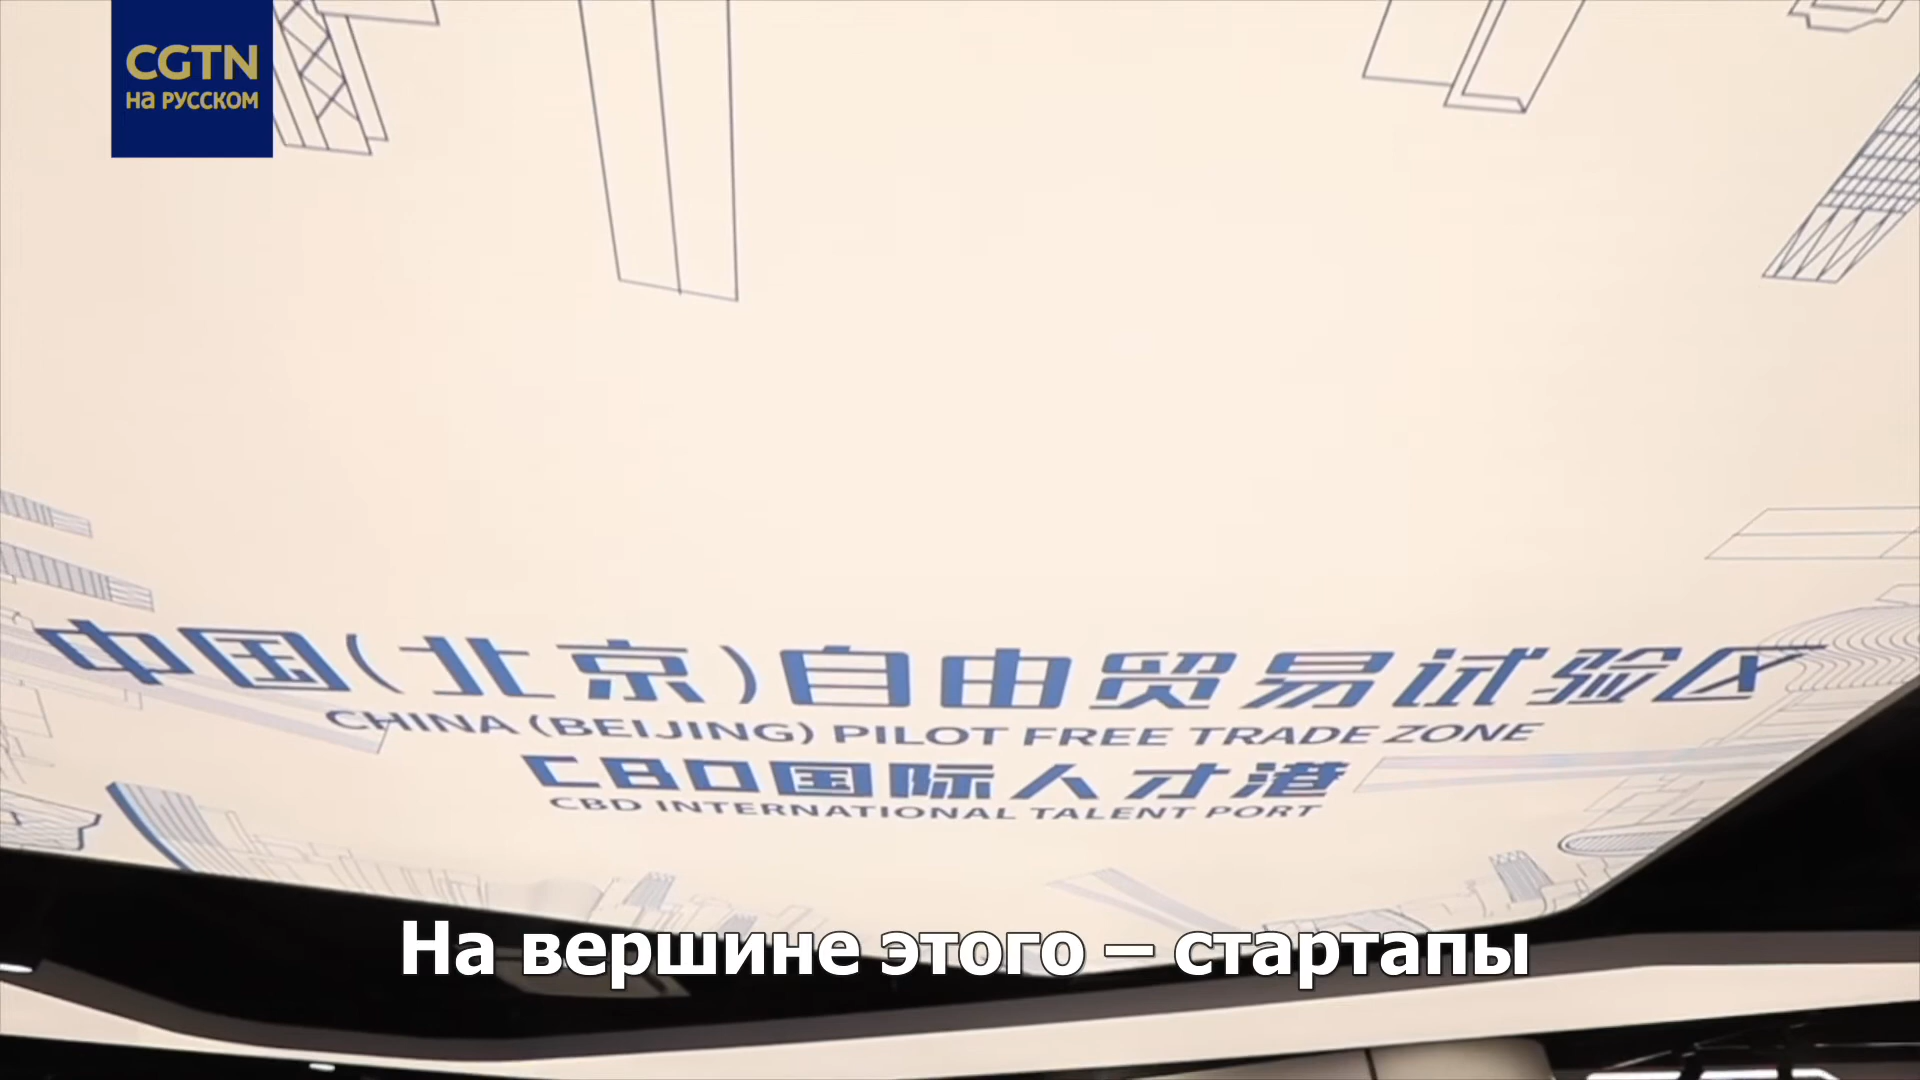 CGTN
на русском
中国(北京)自由贸易试验区
CHINA (BEIJING) PILOT FREE TRADE ZONE
CBD国际人才港
CBD INTERNATIONAL TALENT PORT
На вершине этого – стартапы